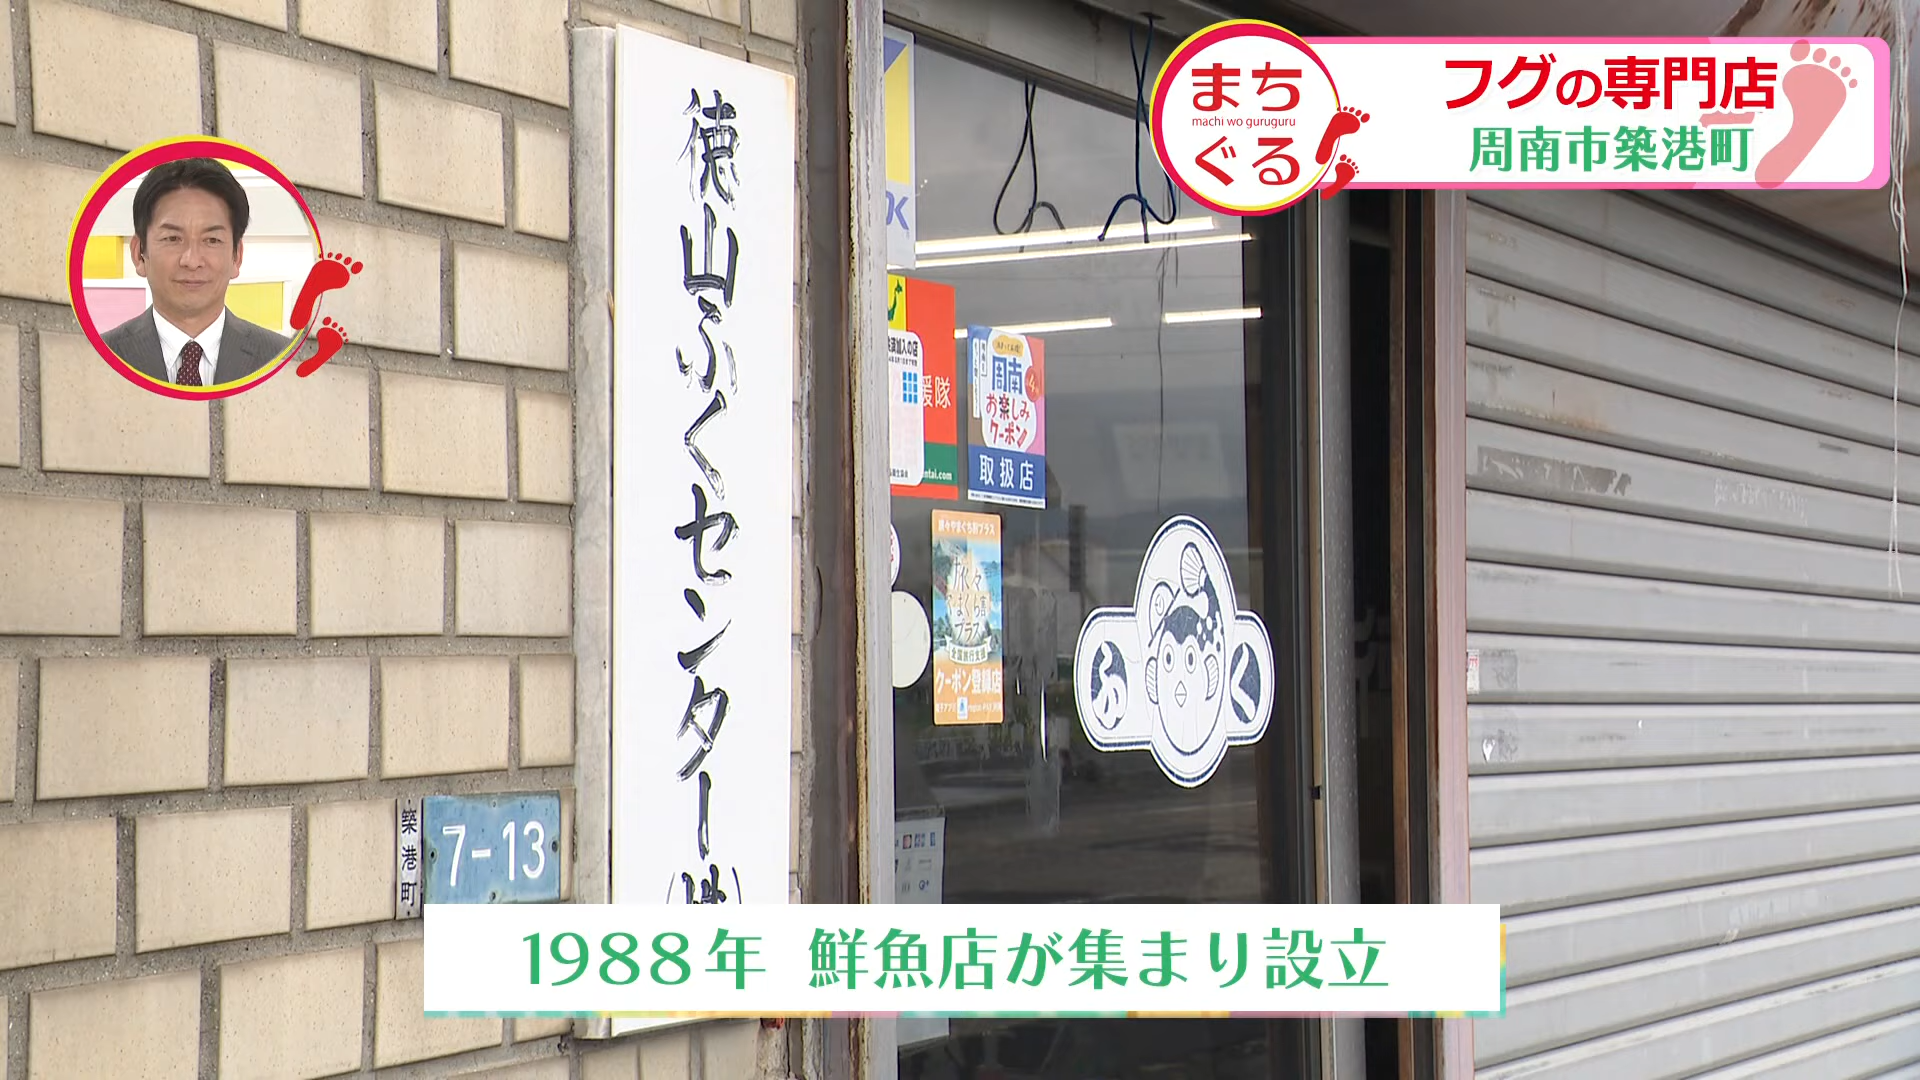 まち
machi wo guruguru
ぐる
フグの専門店
周南市築港町
徳山ふくセンター㈱
援隊
周南
お楽しみ
クーポン
取扱店
クーポン登録店
ふく
築港町
7-13
1988年 鮮魚店が集まり設立